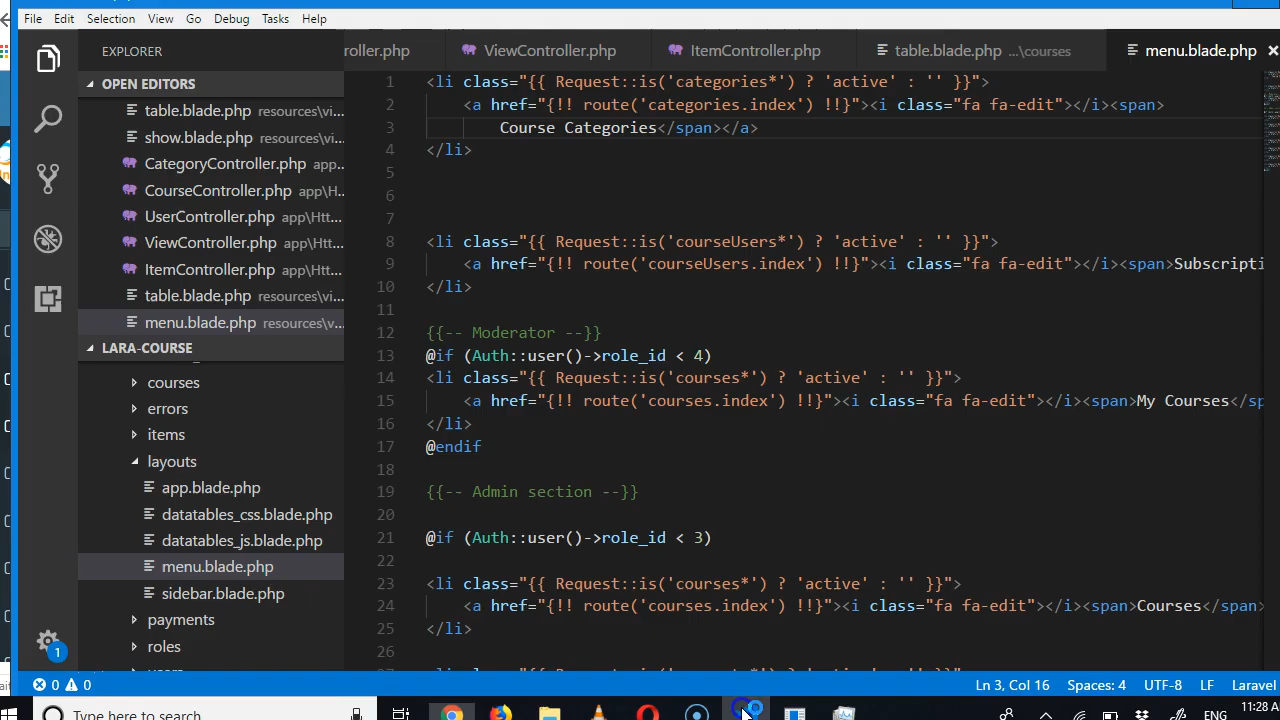 File Edit Selection View Go Debug Tasks Help
EXPLORER
roller.php ViewController.php ItemController.php table.blade.php ...\courses menu.blade.php
OPEN EDITORS
table.blade.php resources\vi...
show.blade.php resources\vi...
CategoryController.php app...
CourseController.php app\H...
UserController.php app\Htt...
ViewController.php app\Htt...
ItemController.php app\Htt...
table.blade.php resources\vi...
menu.blade.php resources\v...
LARA-COURSE
courses
errors
items
layouts
app.blade.php
datatables_css.blade.php
datatables_js.blade.php
menu.blade.php
sidebar.blade.php
payments
roles
1 <li class="{{ Request::is('categories*') ? 'active' : '' }}">
2 <a href="{!! route('categories.index') !!}"><i class="fa fa-edit"></i><span>
3 Course Categories</span></a>
4 </li>
5
6
7
8 <li class="{{ Request::is('courseUsers*') ? 'active' : '' }}">
9 <a href="{!! route('courseUsers.index') !!}"><i class="fa fa-edit"></i><span>Subscripti
10 </li>
11
12 {{-- Moderator --}}
13 @if (Auth::user()->role_id < 4)
14 <li class="{{ Request::is('courses*') ? 'active' : '' }}">
15 <a href="{!! route('courses.index') !!}"><i class="fa fa-edit"></i><span>My Courses</sp
16 </li>
17 @endif
18
19 {{-- Admin section --}}
20
21 @if (Auth::user()->role_id < 3)
22
23 <li class="{{ Request::is('courses*') ? 'active' : '' }}">
24 <a href="{!! route('courses.index') !!}"><i class="fa fa-edit"></i><span>Courses</span>
25 </li>
26
1
0 0 Ln 3, Col 16 Spaces: 4 UTF-8 LF Laravel
Type here to search ENG 11:28 A